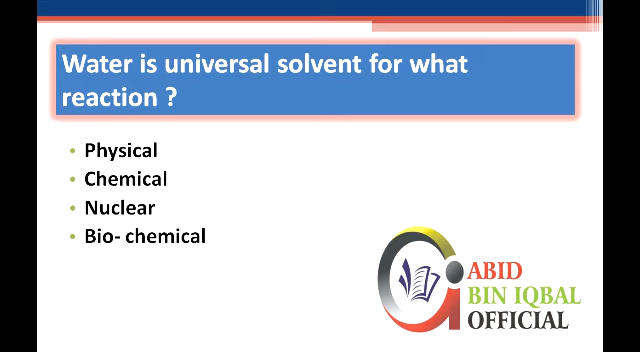 Water is universal solvent for what
reaction ?
• Physical
• Chemical
• Nuclear
• Bio- chemical
ABID
BIN IQBAL
OFFICIAL